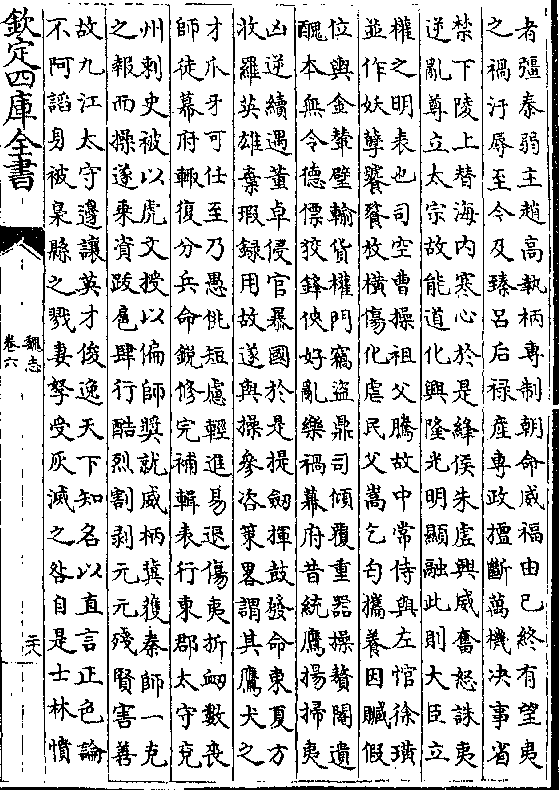 者彊秦弱主趙高執柄專制朝命威福由已終有望夷
之禍汙辱至今及臻呂后禄產專政擅斷萬機决事省
禁下陵上替海内寒心於是絳侯朱虗興威奮怒誅夷
逆亂尊立太宗故能道化興隆光明顯融此則大臣立
權之明表也司空曹操祖父騰故中常侍與左悺徐璜
並作妖孽饕餮放橫傷化虐民父嵩乞匄攜養因贓假
位輿金輦璧輸貨權門竊盜鼎司傾覆重器操贅閹遺
醜本無令德僄狡鋒俠好亂樂禍幕府昔統鷹揚掃夷
凶逆續遇董卓侵官暴國於是提劒揮鼓發命東夏方
收羅英雄棄瑕録用故遂與操參咨策畧謂其鷹犬之
才爪牙可任至乃愚佻短慮輕進易退傷夷折衂數喪
師徒幕府輙復分兵命銳修完補輯表行東郡太守兖
州刺史被以虎文授以偏師奬就威柄冀獲秦師一克
之報而操遂乘資跋扈肆行酷烈割剥元元殘賢害善
故九江太守邊讓英才俊逸天下知名以直言正色論
不阿諂身被梟縣之戮妻孥受灰滅之咎自是士林憤
欽定四庫全書
魏志
卷六